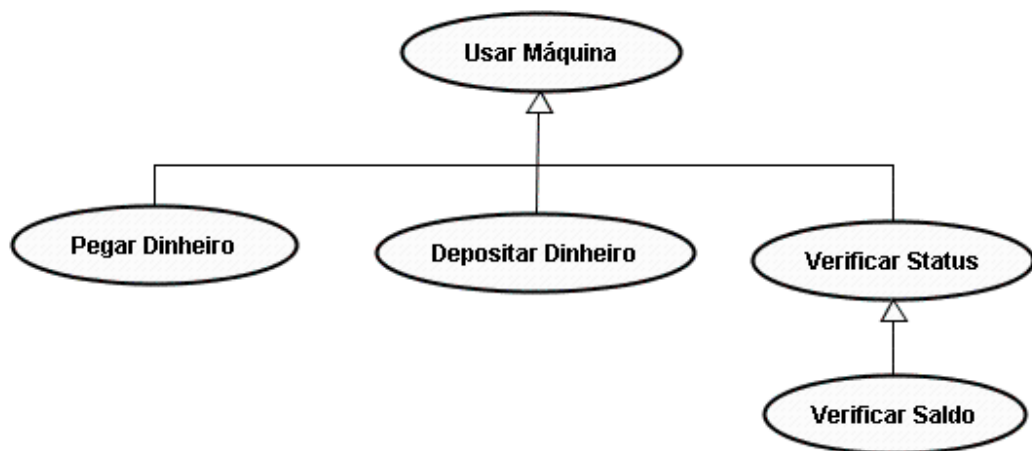 Usar Máquina
Pegar Dinheiro
Depositar Dinheiro
Verificar Status
Verificar Saldo